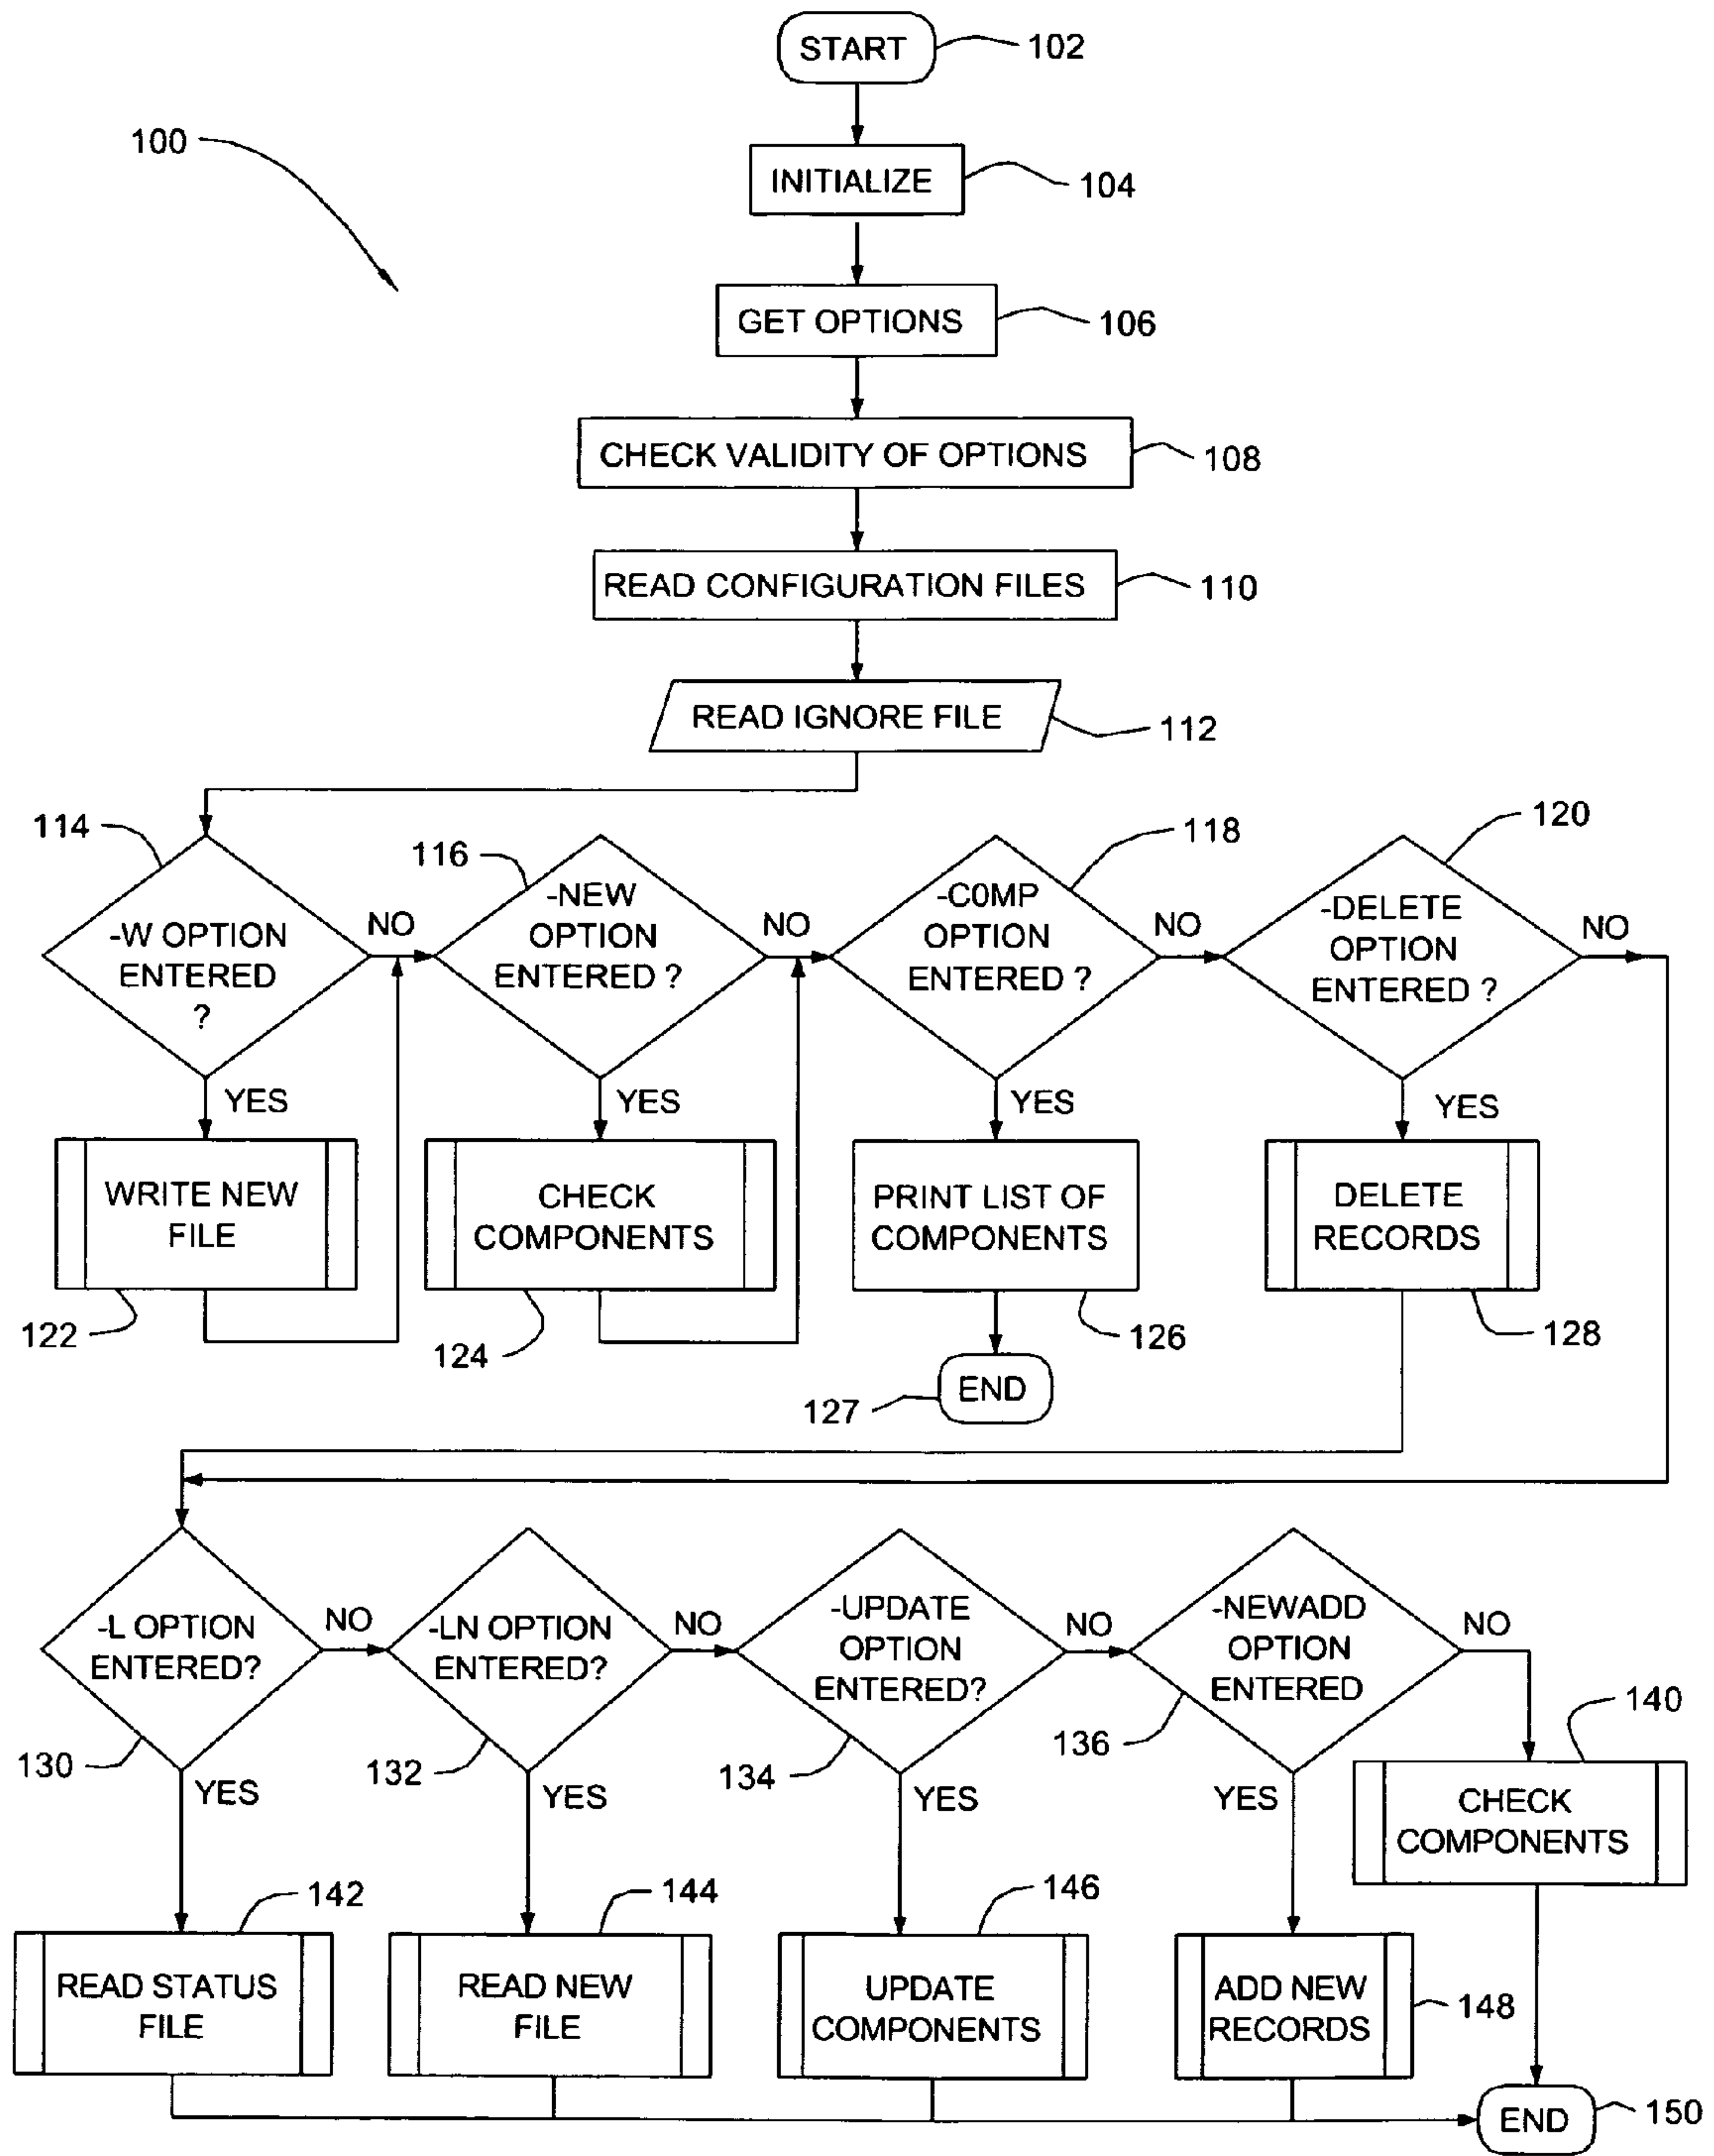 START
102
100
INITIALIZE
104
GET OPTIONS
106
CHECK VALIDITY OF OPTIONS
108
READ CONFIGURATION FILES
110
READ IGNORE FILE
112
114
-W OPTION
ENTERED
?
NO
YES
116
-NEW
OPTION
ENTERED ?
NO
YES
118
-C0MP
OPTION
ENTERED ?
NO
YES
120
-DELETE
OPTION
ENTERED ?
NO
YES
WRITE NEW
FILE
122
CHECK
COMPONENTS
124
PRINT LIST OF
COMPONENTS
126
DELETE
RECORDS
128
END
127
-L OPTION
ENTERED?
NO
130
YES
-LN OPTION
ENTERED?
NO
132
YES
-UPDATE
OPTION
ENTERED?
NO
134
YES
-NEWADD
OPTION
ENTERED
NO
136
YES
140
CHECK
COMPONENTS
142
READ STATUS
FILE
144
READ NEW
FILE
146
UPDATE
COMPONENTS
ADD NEW
RECORDS
148
END
150